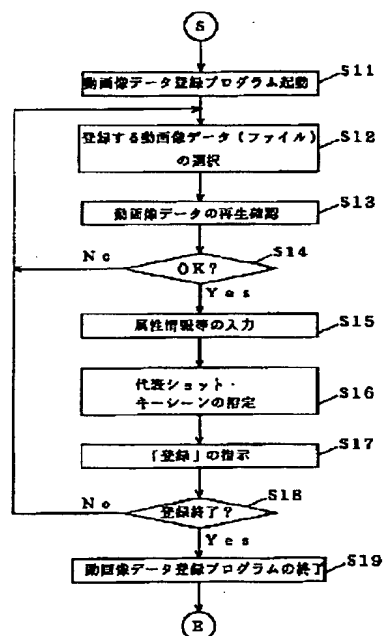 S
動画像データ登録プログラム起動
S11
登録する動画像データ(ファイル)
の選択
S12
動画像データの再生確認
S13
S14
No
OK?
Yes
属性情報等の入力
S15
代表ショット・
キーシーンの指定
S16
「登録」の指示
S17
S18
No
登録終了?
Yes
動画像データ登録プログラムの終了
S19
E